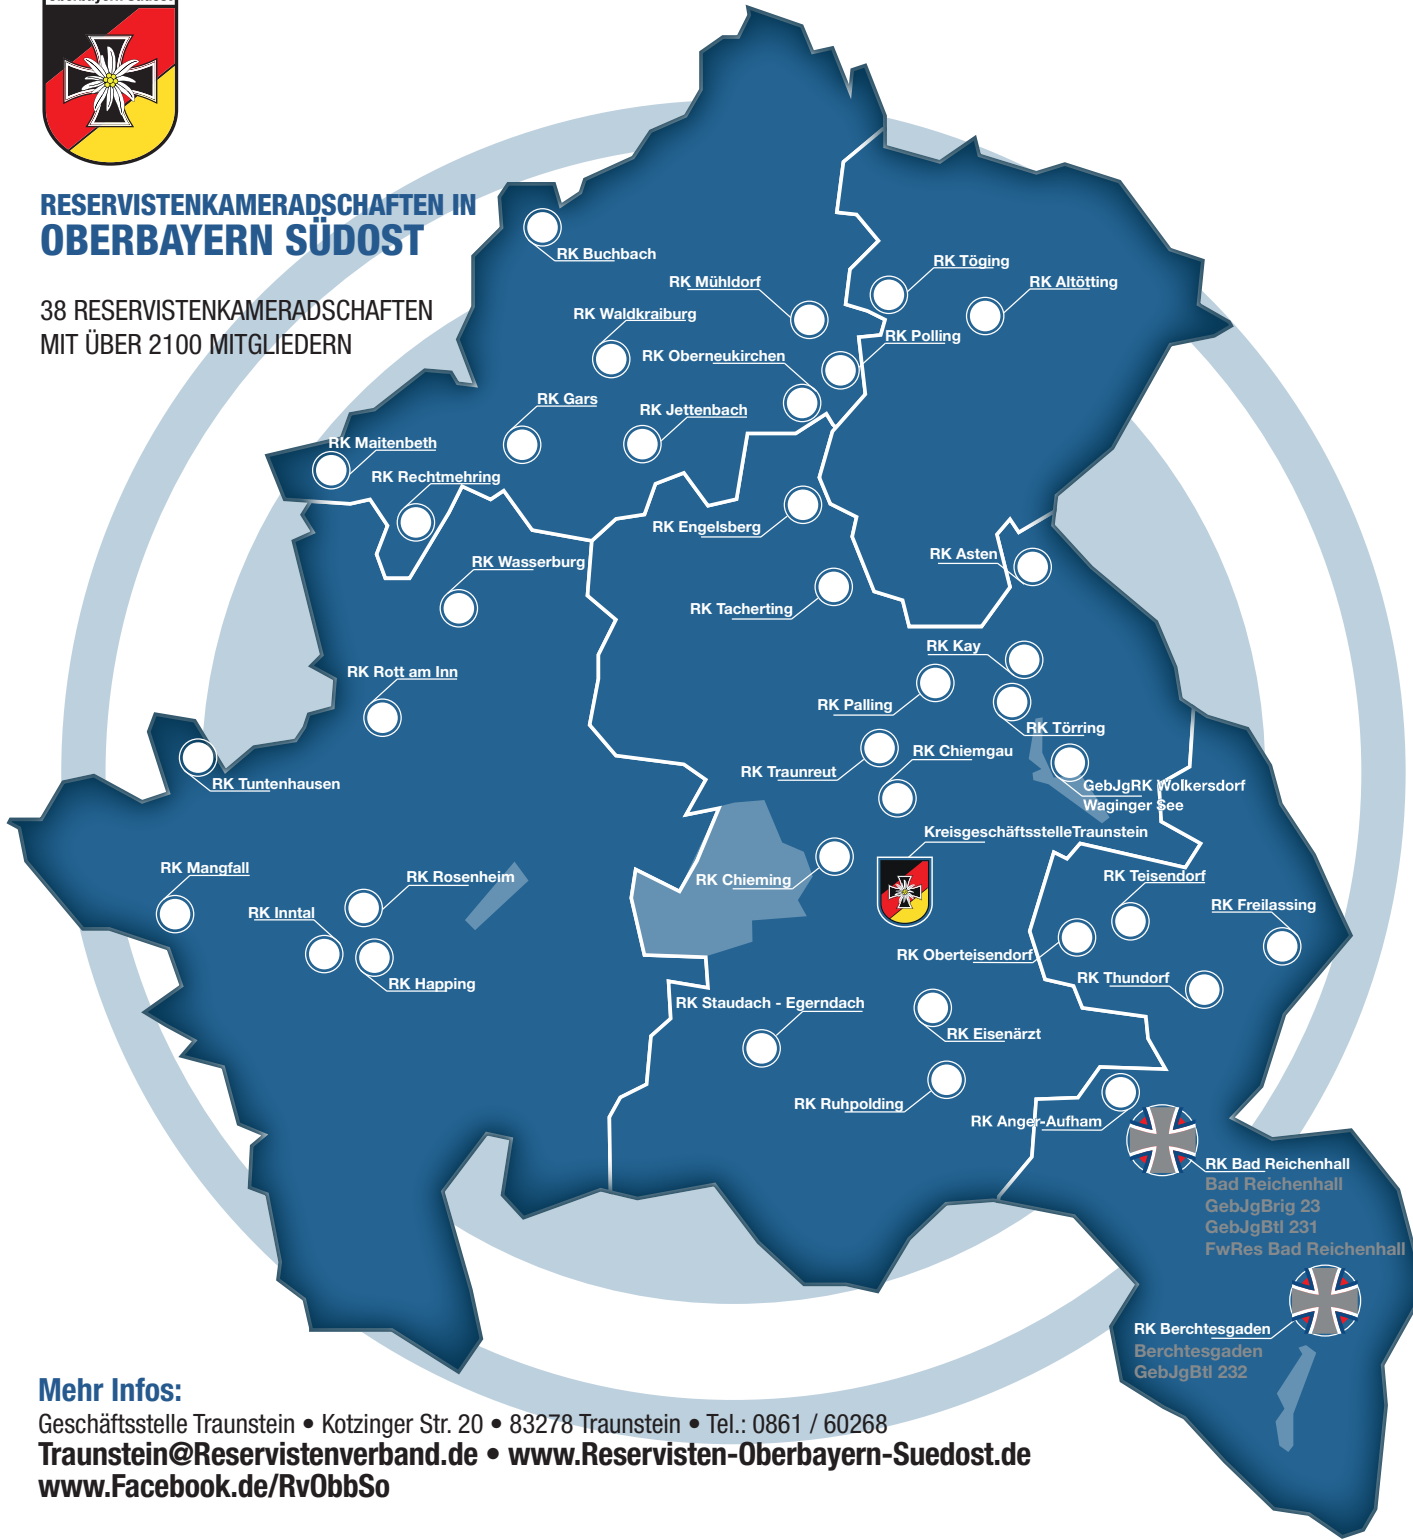 Oberbayern Südost
RESERVISTENKAMERADSCHAFTEN IN
OBERBAYERN SÜDOST
38 RESERVISTENKAMERADSCHAFTEN
MIT ÜBER 2100 MITGLIEDERN
RK Buchbach
RK Töging
RK Mühldorf
RK Altötting
RK Waldkraiburg
RK Polling
RK Oberneukirchen
RK Gars
RK Jettenbach
RK Maitenbeth
RK Rechtmehring
RK Engelsberg
RK Asten
RK Wasserburg
RK Tacherting
RK Kay
RK Rott am Inn
RK Palling
RK Törring
RK Chiemgau
RK Traunreut
RK Tuntenhausen
GebJgRK Wolkersdorf
Waginger See
KreisgeschäftsstelleTraunstein
RK Mangfall
RK Rosenheim
RK Chieming
RK Teisendorf
RK Freilassing
RK Inntal
RK Oberteisendorf
RK Happing
RK Thundorf
RK Staudach - Egerndach
RK Eisenärzt
RK Ruhpolding
RK Anger-Aufham
RK Bad Reichenhall
Bad Reichenhall
GebJgBrig 23
GebJgBtl 231
FwRes Bad Reichenhall
RK Berchtesgaden
Berchtesgaden
GebJgBtl 232
Mehr Infos:
Geschäftsstelle Traunstein • Kotzinger Str. 20 • 83278 Traunstein • Tel.: 0861 / 60268
Traunstein@Reservistenverband.de • www.Reservisten-Oberbayern-Suedost.de
www.Facebook.de/RvObbSo